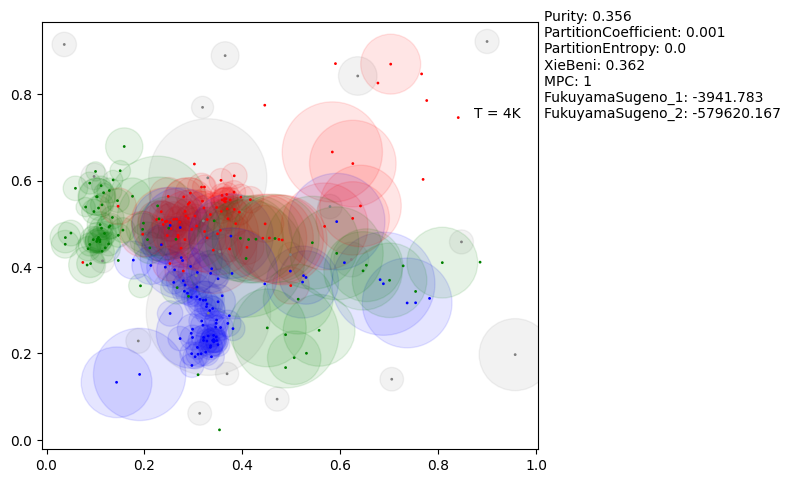 Purity: 0.356
PartitionCoefficient: 0.001
PartitionEntropy: 0.0
XieBeni: 0.362
MPC: 1
FukuyamaSugeno_1: -3941.783
FukuyamaSugeno_2: -579620.167
T = 4K
0.8
0.6
0.4
0.2
0.0
0.0 0.2 0.4 0.6 0.8 1.0